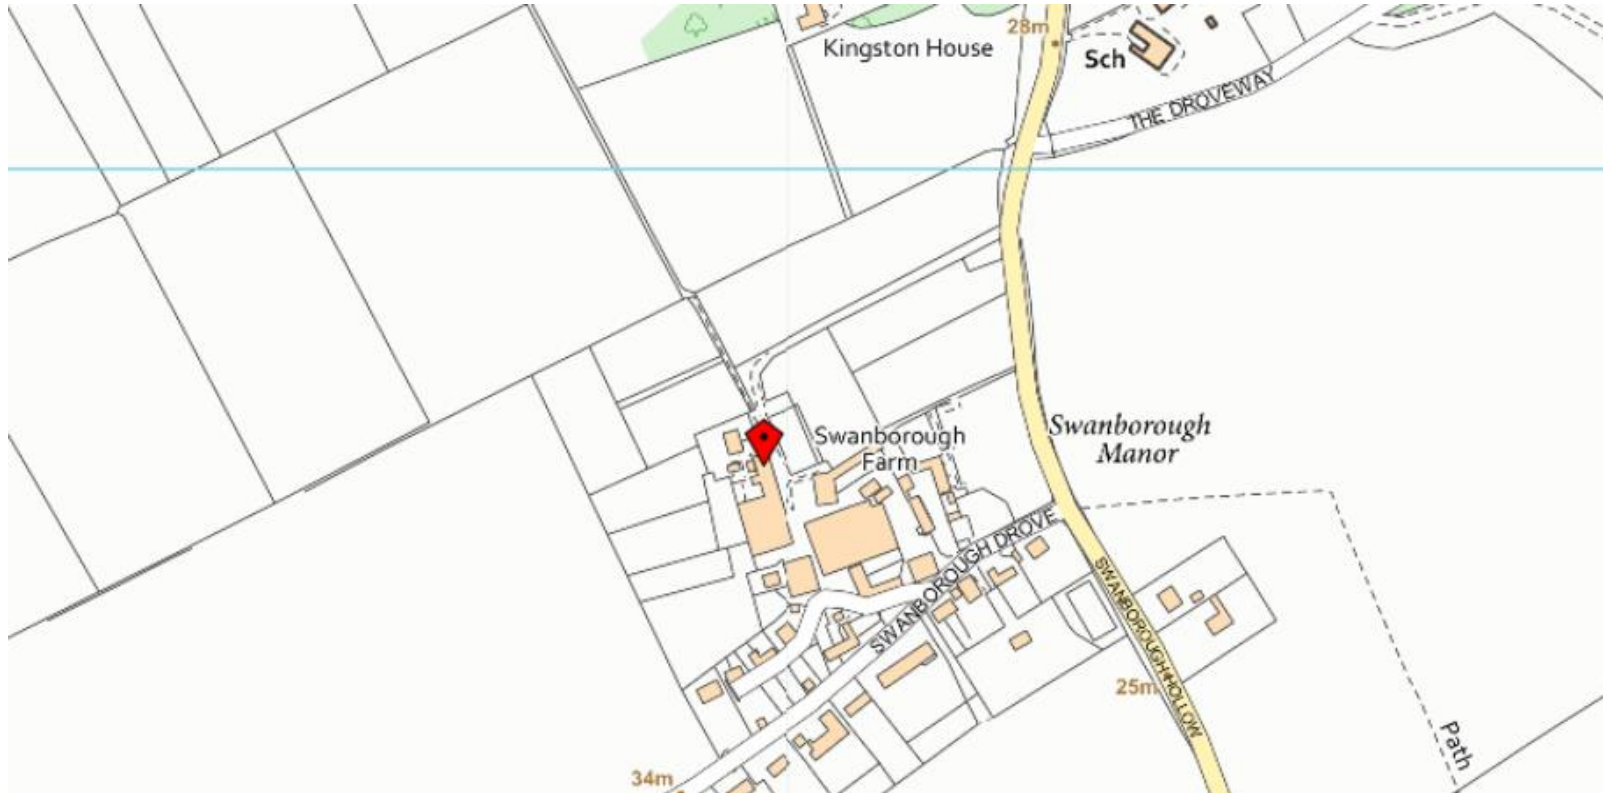 28m
Kingston House
Sch
THE DROVEWAY
Swanborough
Farm
Swanborough
Manor
SWANBOROUGH DROVE
SWANBOROUGH HOLLOW
25m
Path
34m